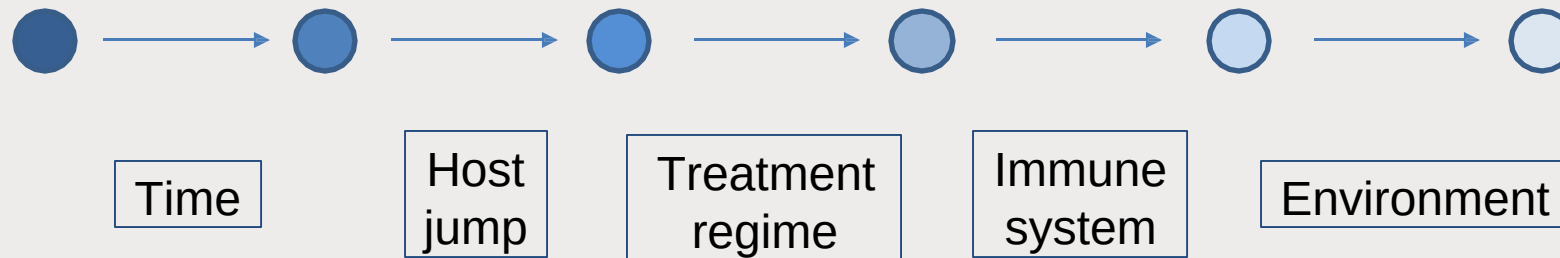 Time
Host
jump
Treatment
regime
Immune
system
Environment